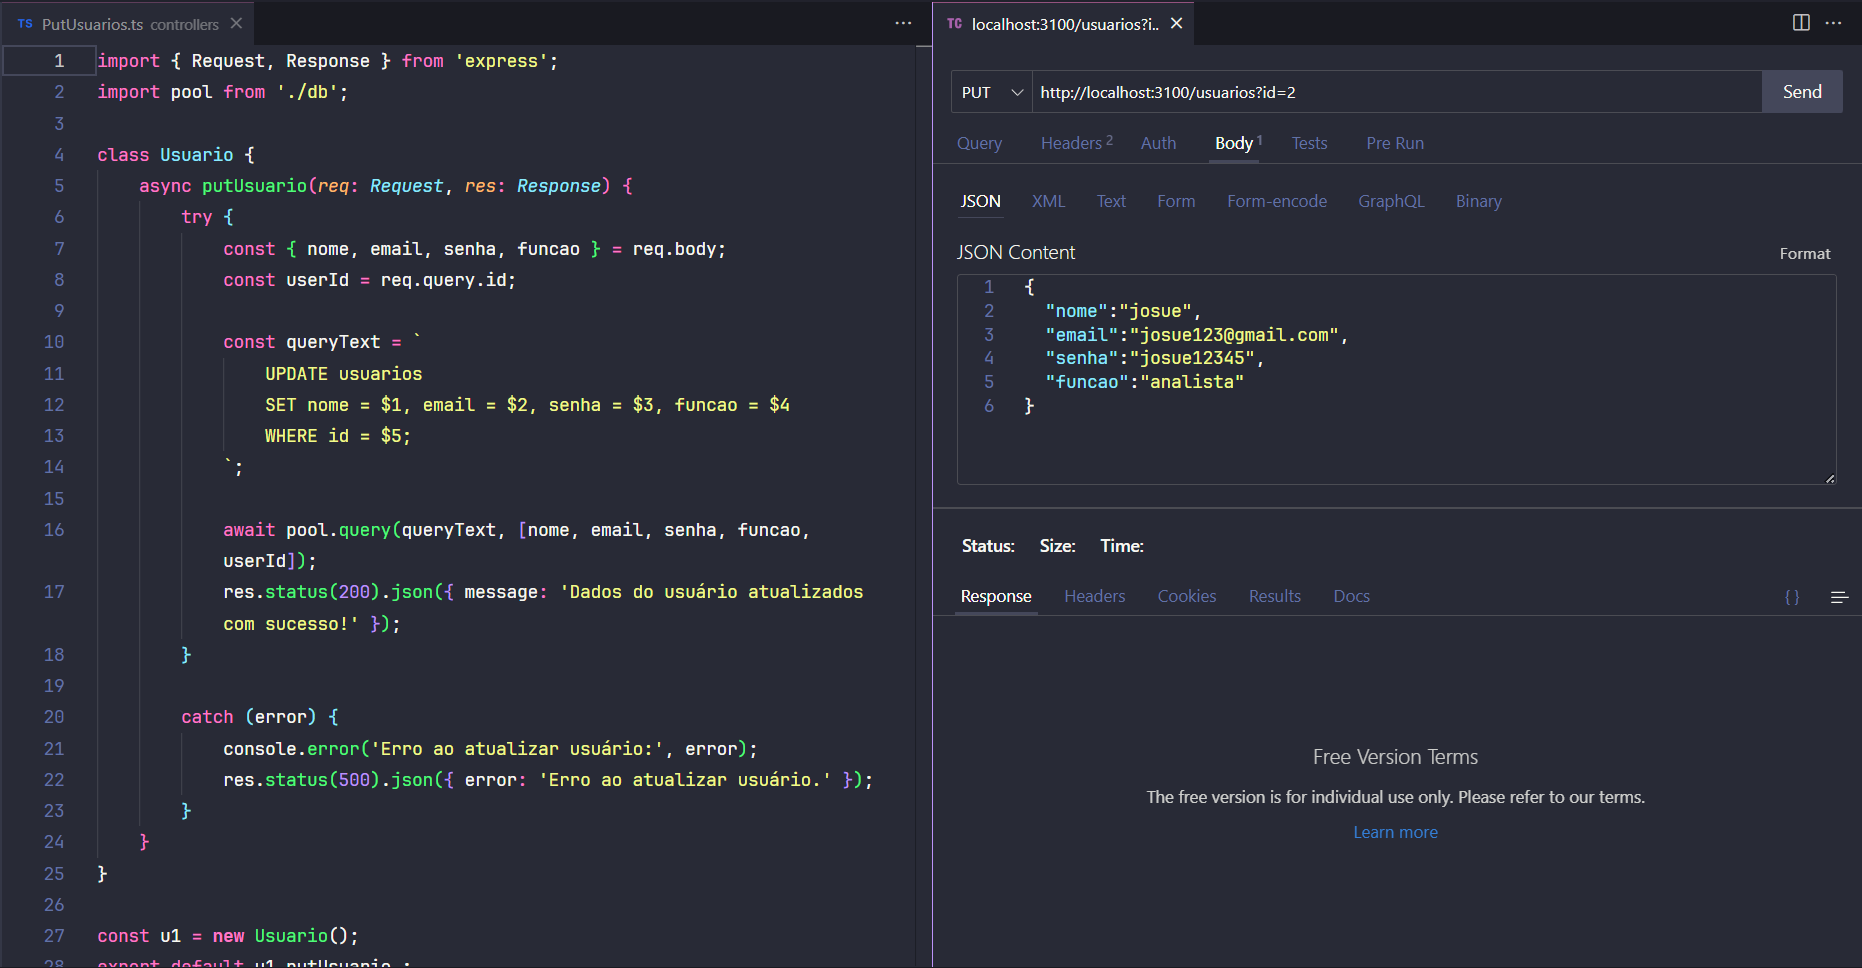 TS PutUsuarios.ts controllers
1 import { Request, Response } from 'express';
2 import pool from './db';
3
4 class Usuario {
5 async putUsuario(req: Request, res: Response) {
6 try {
7 const { nome, email, senha, funcao } = req.body;
8 const userId = req.query.id;
9
10 const queryText = `
11 UPDATE usuarios
12 SET nome = $1, email = $2, senha = $3, funcao = $4
13 WHERE id = $5;
14 `;
15
16 await pool.query(queryText, [nome, email, senha, funcao,
userId]);
17 res.status(200).json({ message: 'Dados do usuário atualizados
com sucesso!' });
18 }
19
20 catch (error) {
21 console.error('Erro ao atualizar usuário:', error);
22 res.status(500).json({ error: 'Erro ao atualizar usuário.' });
23 }
24 }
25 }
26
27 const u1 = new Usuario();
28 export default u1.putUsuario ;
TC localhost:3100/usuarios?i..
PUT http://localhost:3100/usuarios?id=2 Send
Query Headers 2 Auth Body 1 Tests Pre Run
JSON XML Text Form Form-encode GraphQL Binary
JSON Content Format
1 {
2 "nome":"josue",
3 "email":"josue123@gmail.com",
4 "senha":"josue12345",
5 "funcao":"analista"
6 }
Status: Size: Time:
Response Headers Cookies Results Docs {}
Free Version Terms
The free version is for individual use only. Please refer to our terms.
Learn more